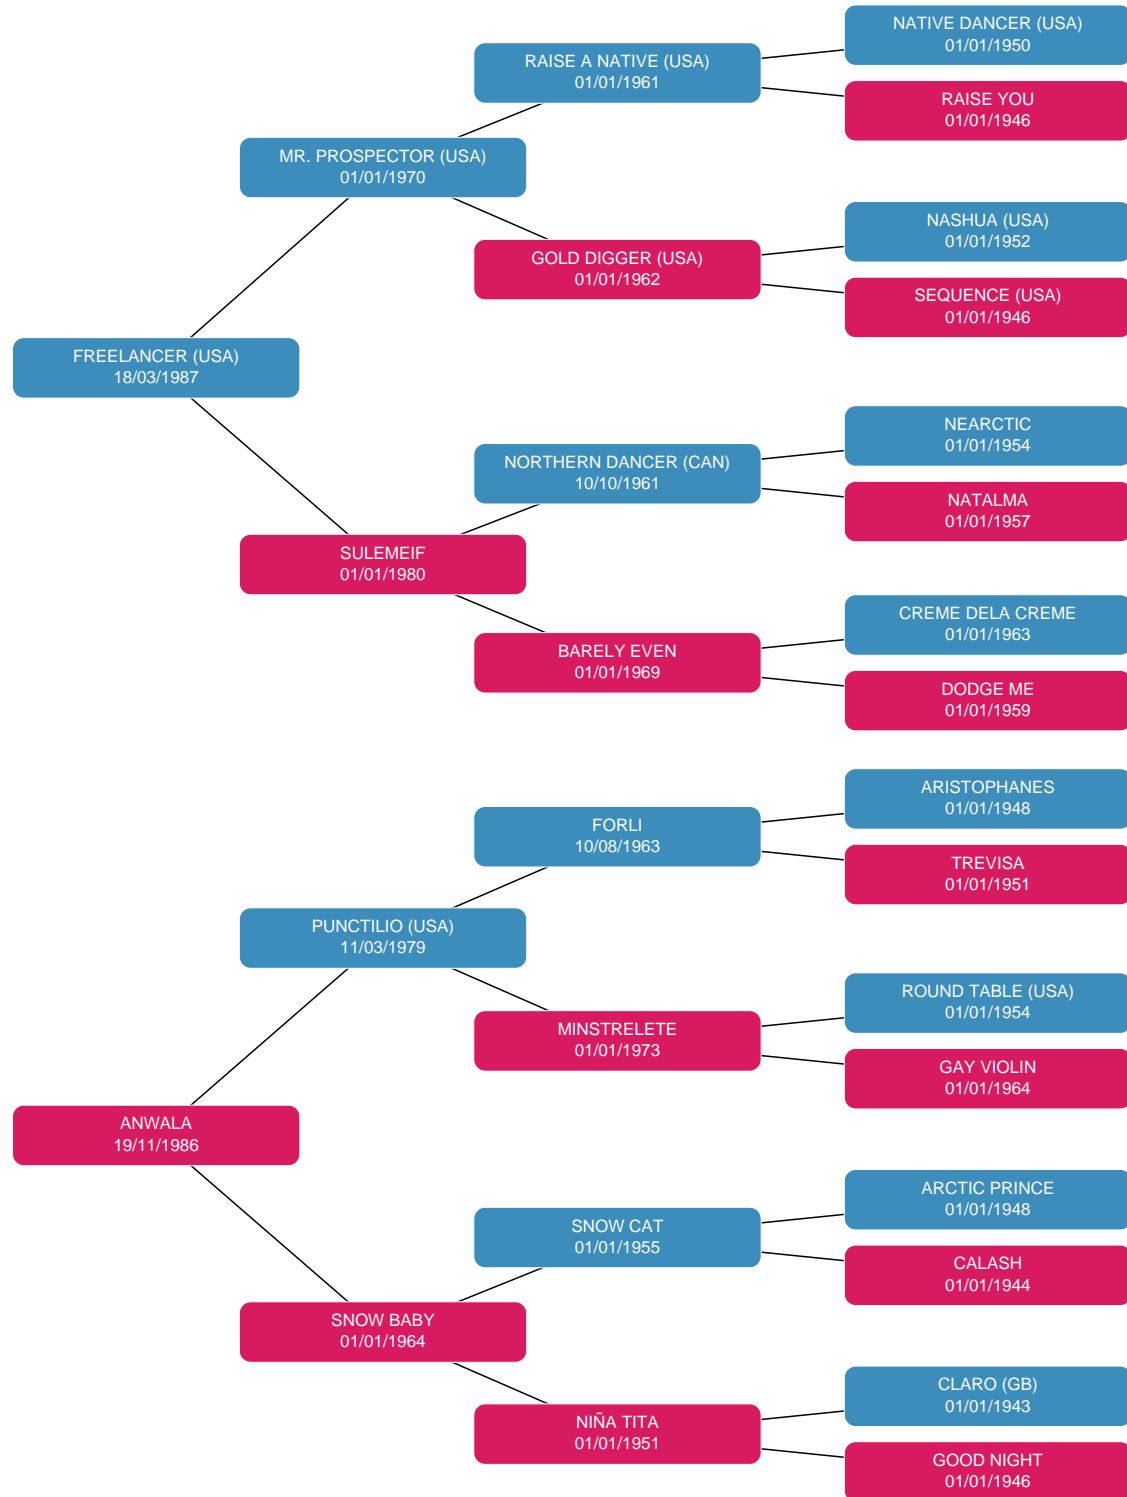 NATIVE DANCER (USA)
01/01/1950
RAISE A NATIVE (USA)
01/01/1961
RAISE YOU
01/01/1946
MR. PROSPECTOR (USA)
01/01/1970
NASHUA (USA)
01/01/1952
GOLD DIGGER (USA)
01/01/1962
SEQUENCE (USA)
01/01/1946
FREELANCER (USA)
18/03/1987
NEARCTIC
01/01/1954
NORTHERN DANCER (CAN)
10/10/1961
NATALMA
01/01/1957
SULEMEIF
01/01/1980
CREME DELA CREME
01/01/1963
BARELY EVEN
01/01/1969
DODGE ME
01/01/1959
ARISTOPHANES
01/01/1948
FORLI
10/08/1963
TREVISA
01/01/1951
PUNCTILIO (USA)
11/03/1979
ROUND TABLE (USA)
01/01/1954
MINSTRELETE
01/01/1973
GAY VIOLIN
01/01/1964
ANWALA
19/11/1986
ARCTIC PRINCE
01/01/1948
SNOW CAT
01/01/1955
CALASH
01/01/1944
SNOW BABY
01/01/1964
CLARO (GB)
01/01/1943
NIÑA TITA
01/01/1951
GOOD NIGHT
01/01/1946